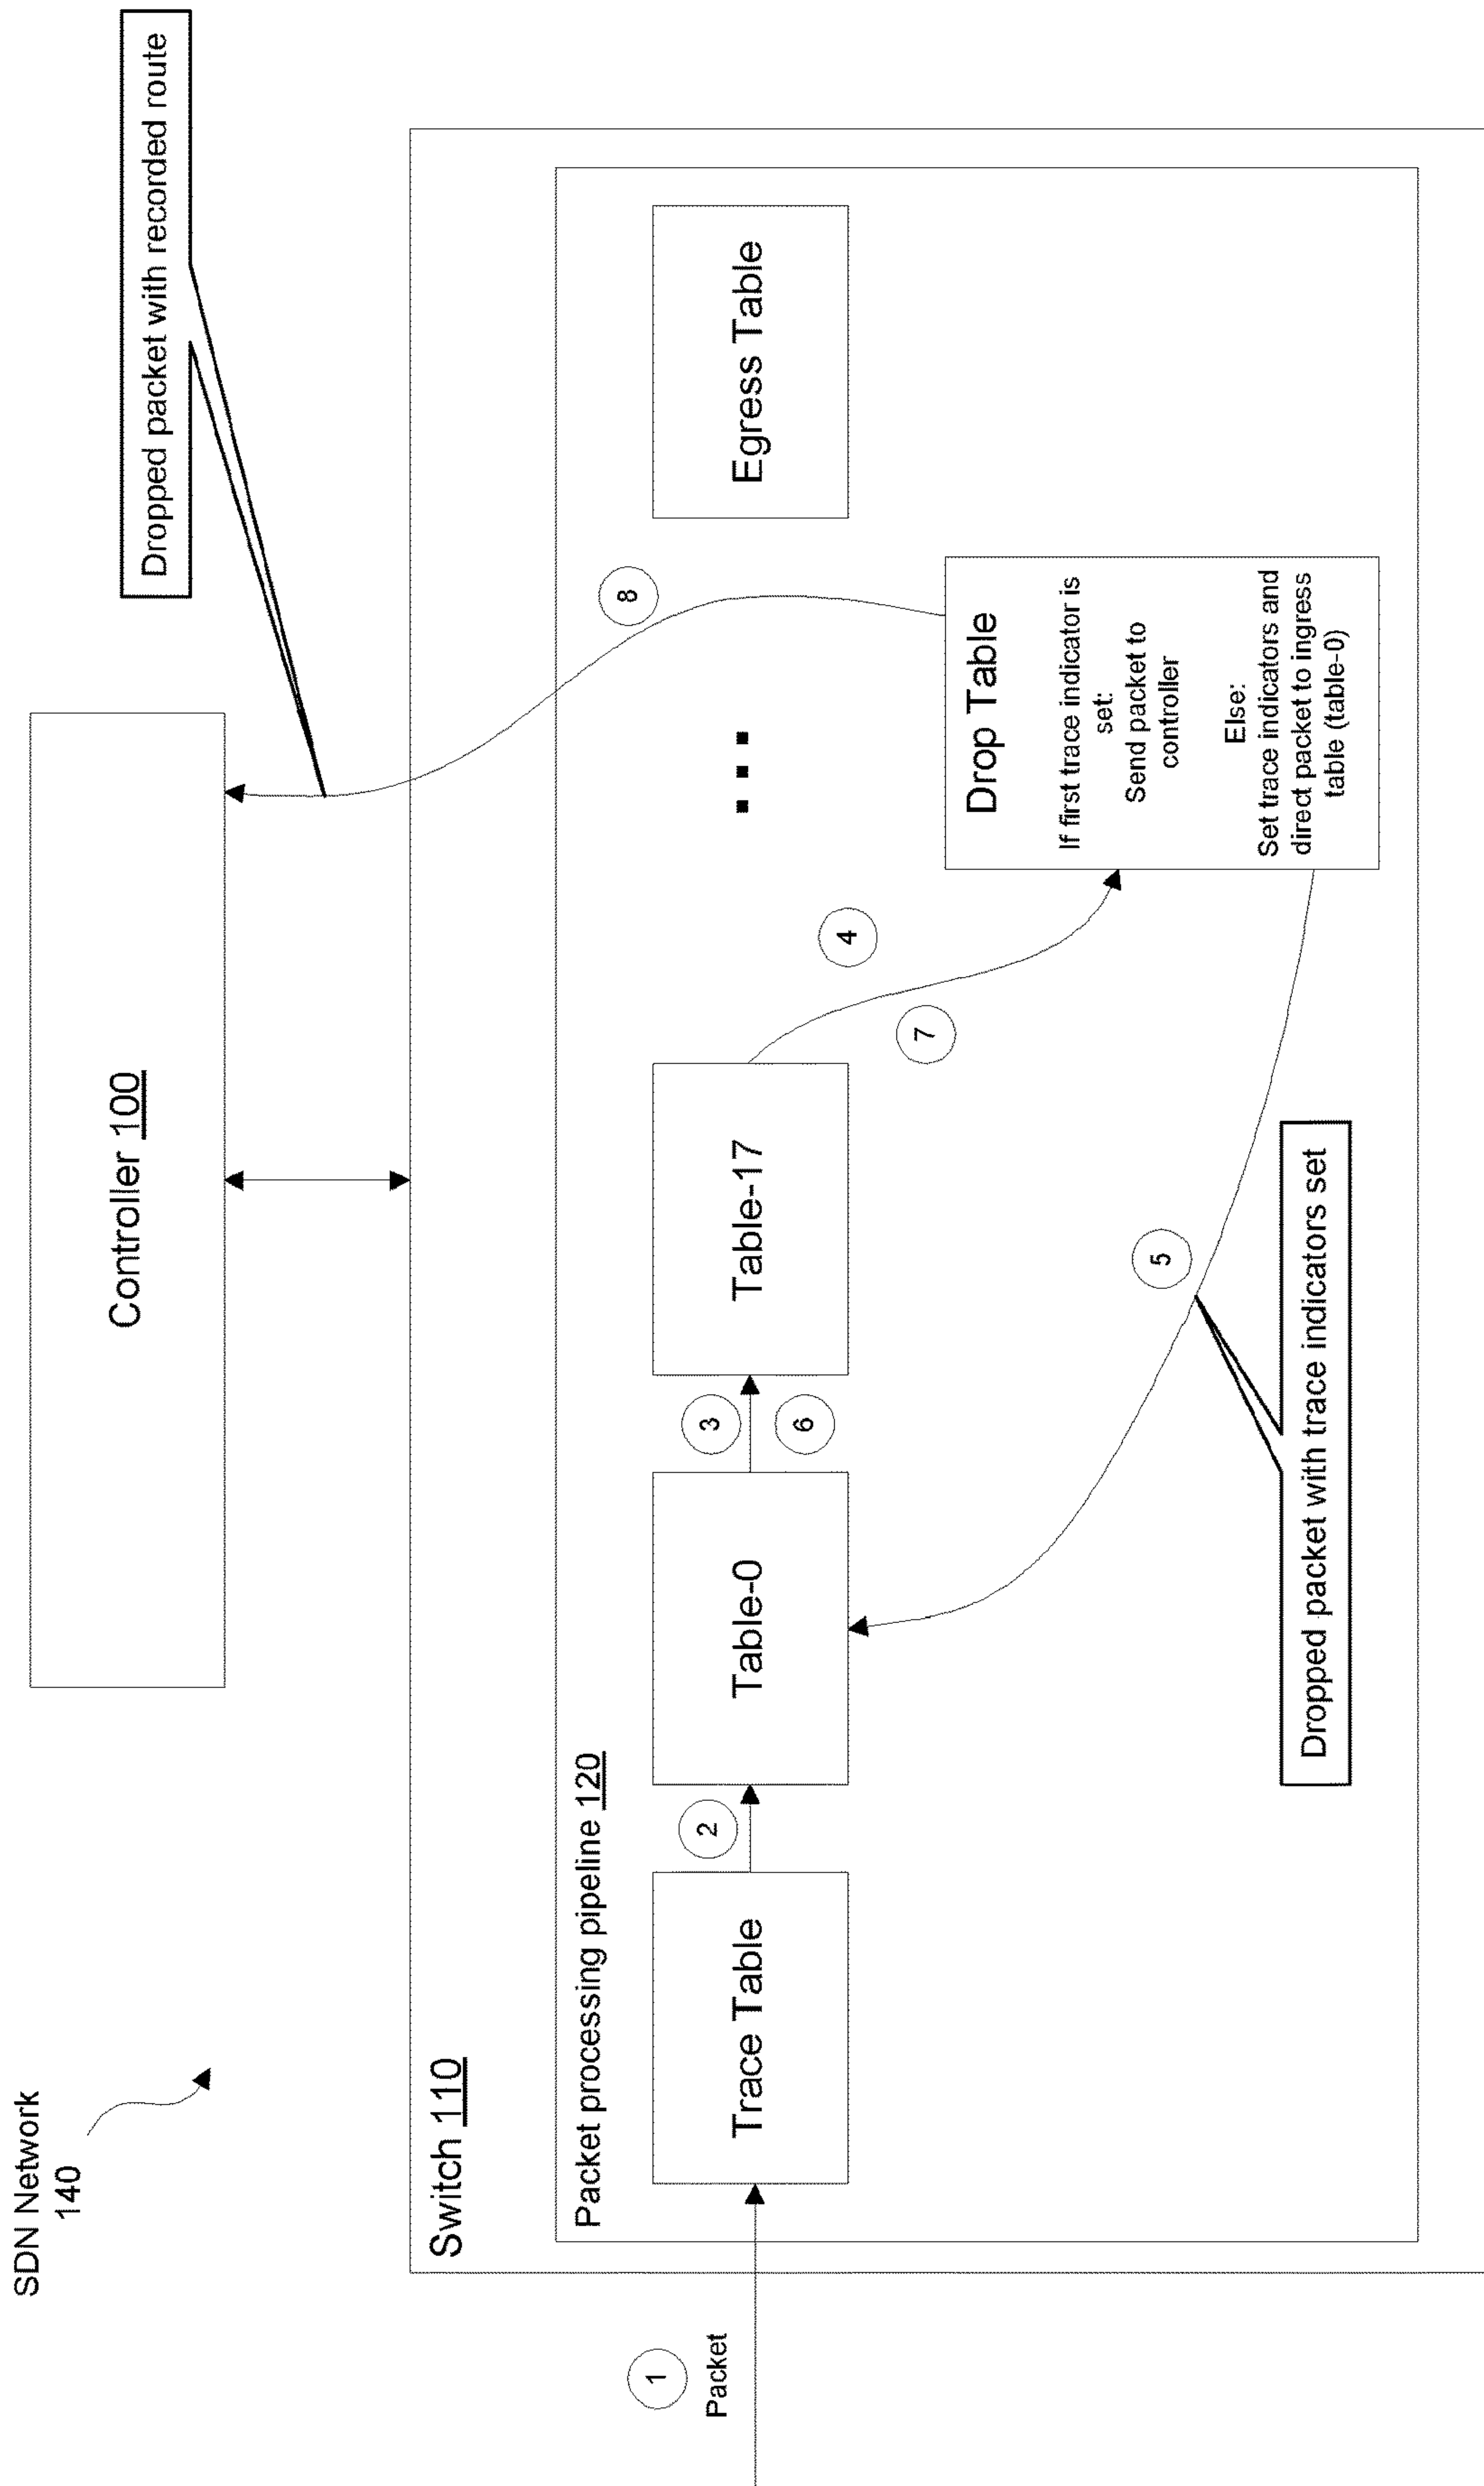 SDN Network
140
Controller 100
Dropped packet with recorded route
Switch 110
Packet processing pipeline 120
1
Packet
Trace Table
2
Table-0
3
6
Table-17
4
7
...
8
Egress Table
Drop Table
If first trace indicator is
set:
Send packet to
controller
Else:
Set trace indicators and
direct packet to ingress
table (table-0)
5
Dropped packet with trace indicators set